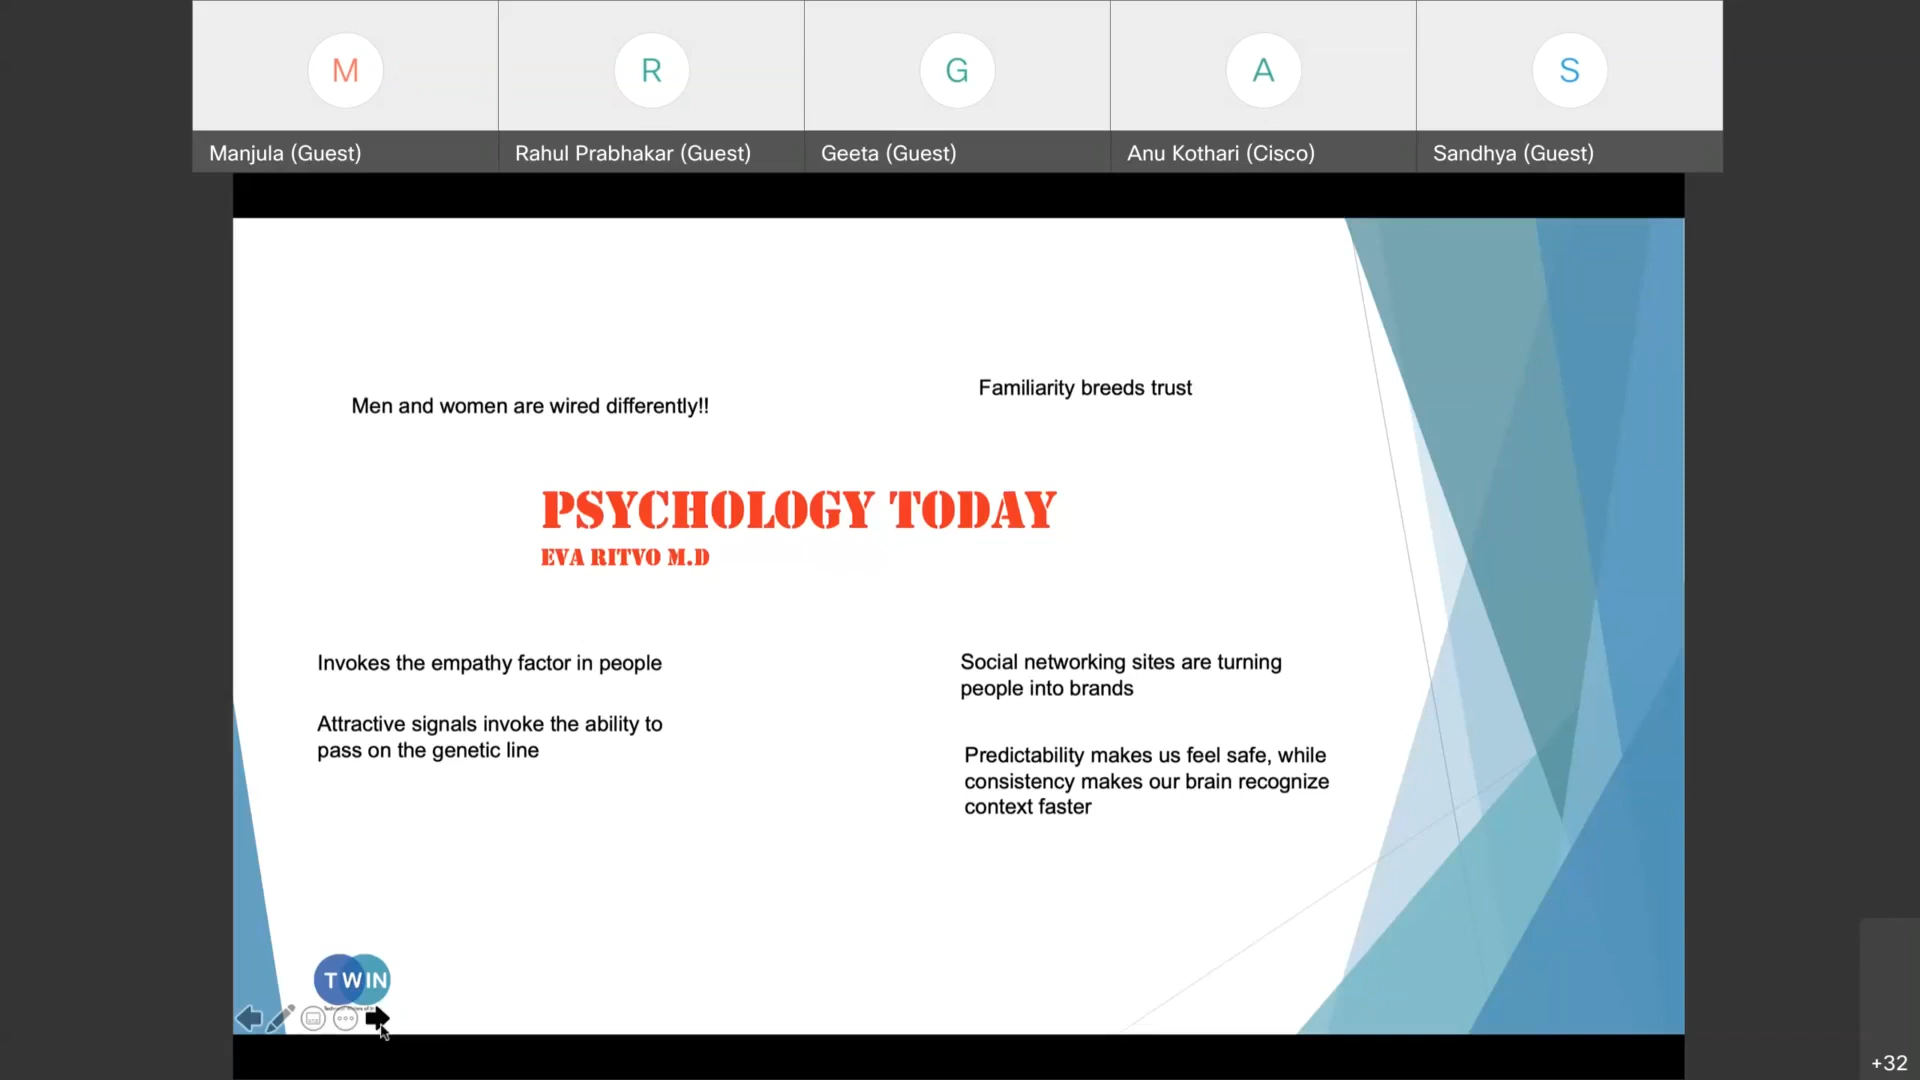 M
R
G
A
S
Manjula (Guest)
Rahul Prabhakar (Guest)
Geeta (Guest)
Anu Kothari (Cisco)
Sandhya (Guest)
Men and women are wired differently!!
Familiarity breeds trust
PSYCHOLOGY TODAY
EVA RITVO M.D
Invokes the empathy factor in people
Attractive signals invoke the ability to
pass on the genetic line
Social networking sites are turning
people into brands
Predictability makes us feel safe, while
consistency makes our brain recognize
context faster
TWIN
+32